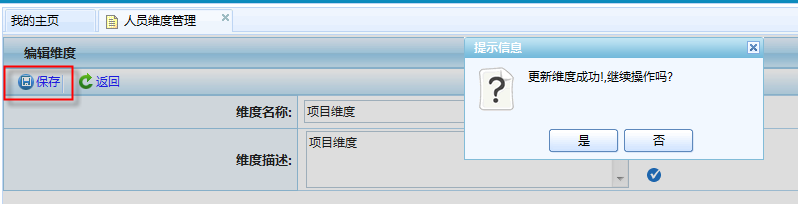 我的主页 人员维度管理
编辑维度
保存 返回
维度名称: 项目维度
维度描述: 项目维度
提示信息
更新维度成功!,继续操作吗?
是 否